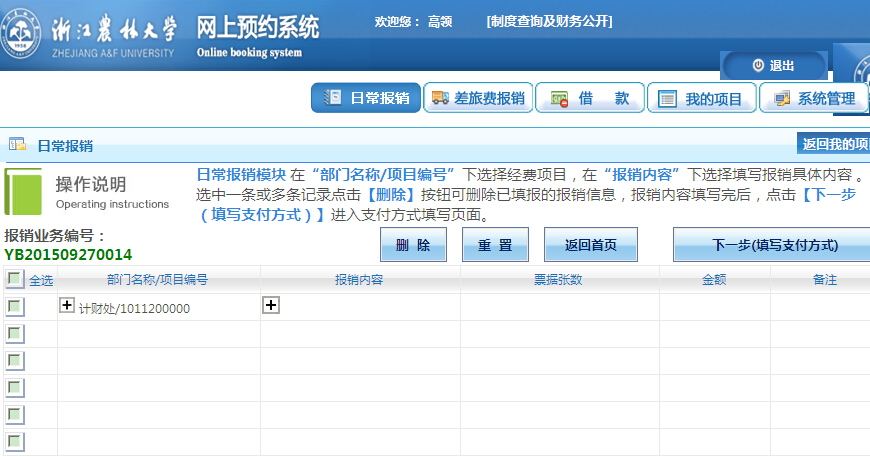 浙江農林大学
ZHEJIANG A&F UNIVERSITY
网上预约系统
Online booking system
欢迎您： 高领
[制度查询及财务公开]
退出
日常报销
差旅费报销
借 款
我的项目
系统管理
日常报销
返回我的项
操作说明
Operating instructions
日常报销模块 在“部门名称/项目编号”下选择经费项目，在“报销内容”下选择填写报销具体内容 。
选中一条或多条记录点击【删除】按钮可删除已填报的报销信息，报销内容填写完后，点击【下一步
（填写支付方式）】进入支付方式填写页面。
报销业务编号：
YB201509270014
删 除
重 置
返回首页
下一步(填写支付方式)
全选 部门名称/项目编号 报销内容 票据张数 金额 备注
计财处/1011200000